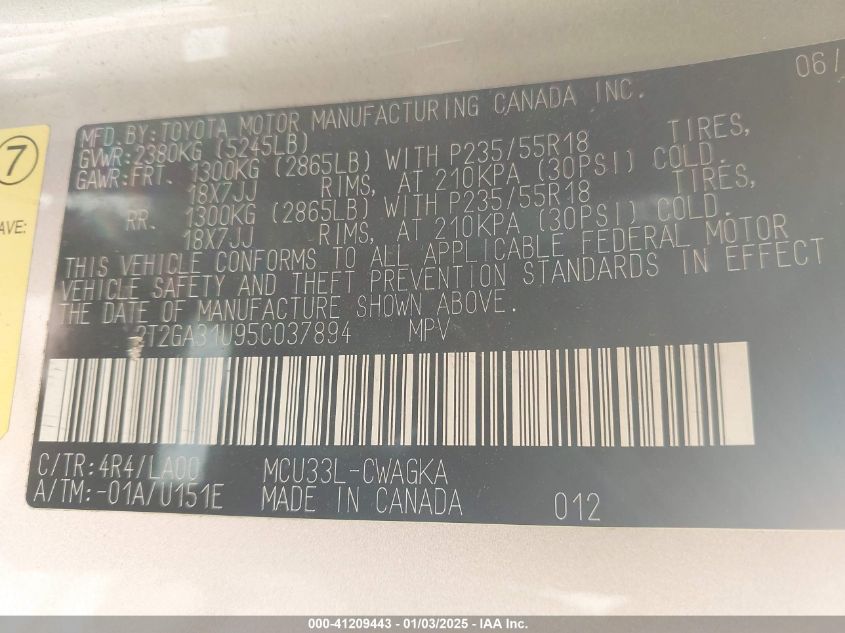 06/
MFD. BY: TOYOTA MOTOR MANUFACTURING CANADA INC.
GVWR: 2380KG (5245LB)
GAWR: FRT. 1300KG (2865LB) WITH P235/55R18 TIRES,
18X7JJ RIMS, AT 210KPA (30PSI) COLD.
RR. 1300KG (2865LB) WITH P235/55R18 TIRES,
18X7JJ RIMS, AT 210KPA (30PSI) COLD.
THIS VEHICLE CONFORMS TO ALL APPLICABLE FEDERAL MOTOR
VEHICLE SAFETY AND THEFT PREVENTION STANDARDS IN EFFECT
THE DATE OF MANUFACTURE SHOWN ABOVE.
2T2GA31U95C037894 MPV
C/TR: 4R4/LA00 MCU33L-CWAGKA
A/TM: -01A/U151E MADE IN CANADA 012
7
AVE:
000-41209443 - 01/03/2025 - IAA Inc.